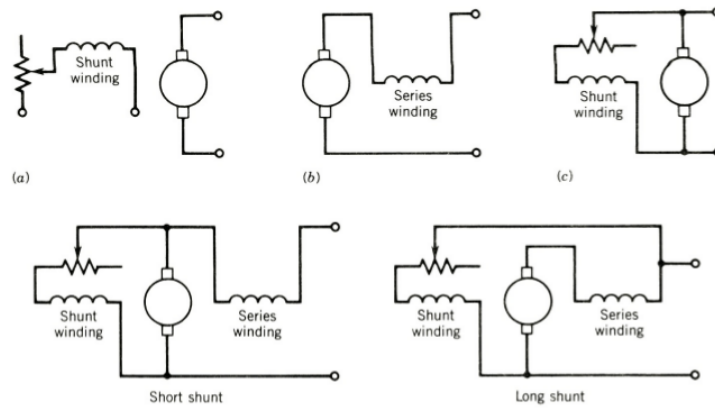 Shunt
winding
(a)
Series
winding
(b)
Shunt
winding
(c)
Shunt
winding
Series
winding
Short shunt
Shunt
winding
Series
winding
Long shunt